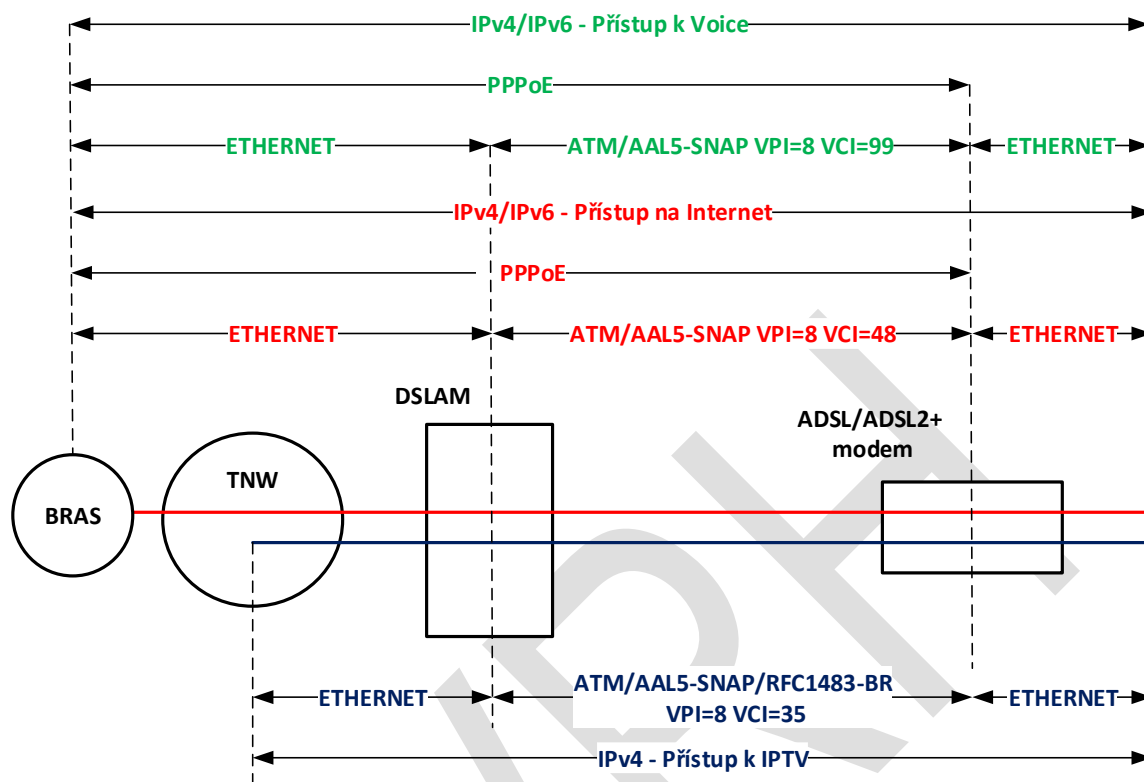 IPv4/IPv6 - Přístup k Voice
PPPoE
ETHERNET
ATM/AAL5-SNAP VPI=8 VCI=99
ETHERNET
IPv4/IPv6 - Přístup na Internet
PPPoE
ETHERNET
ATM/AAL5-SNAP VPI=8 VCI=48
ETHERNET
DSLAM
ADSL/ADSL2+
modem
TNW
BRAS
ETHERNET
ATM/AAL5-SNAP/RFC1483-BR
VPI=8 VCI=35
ETHERNET
IPv4 - Přístup k IPTV